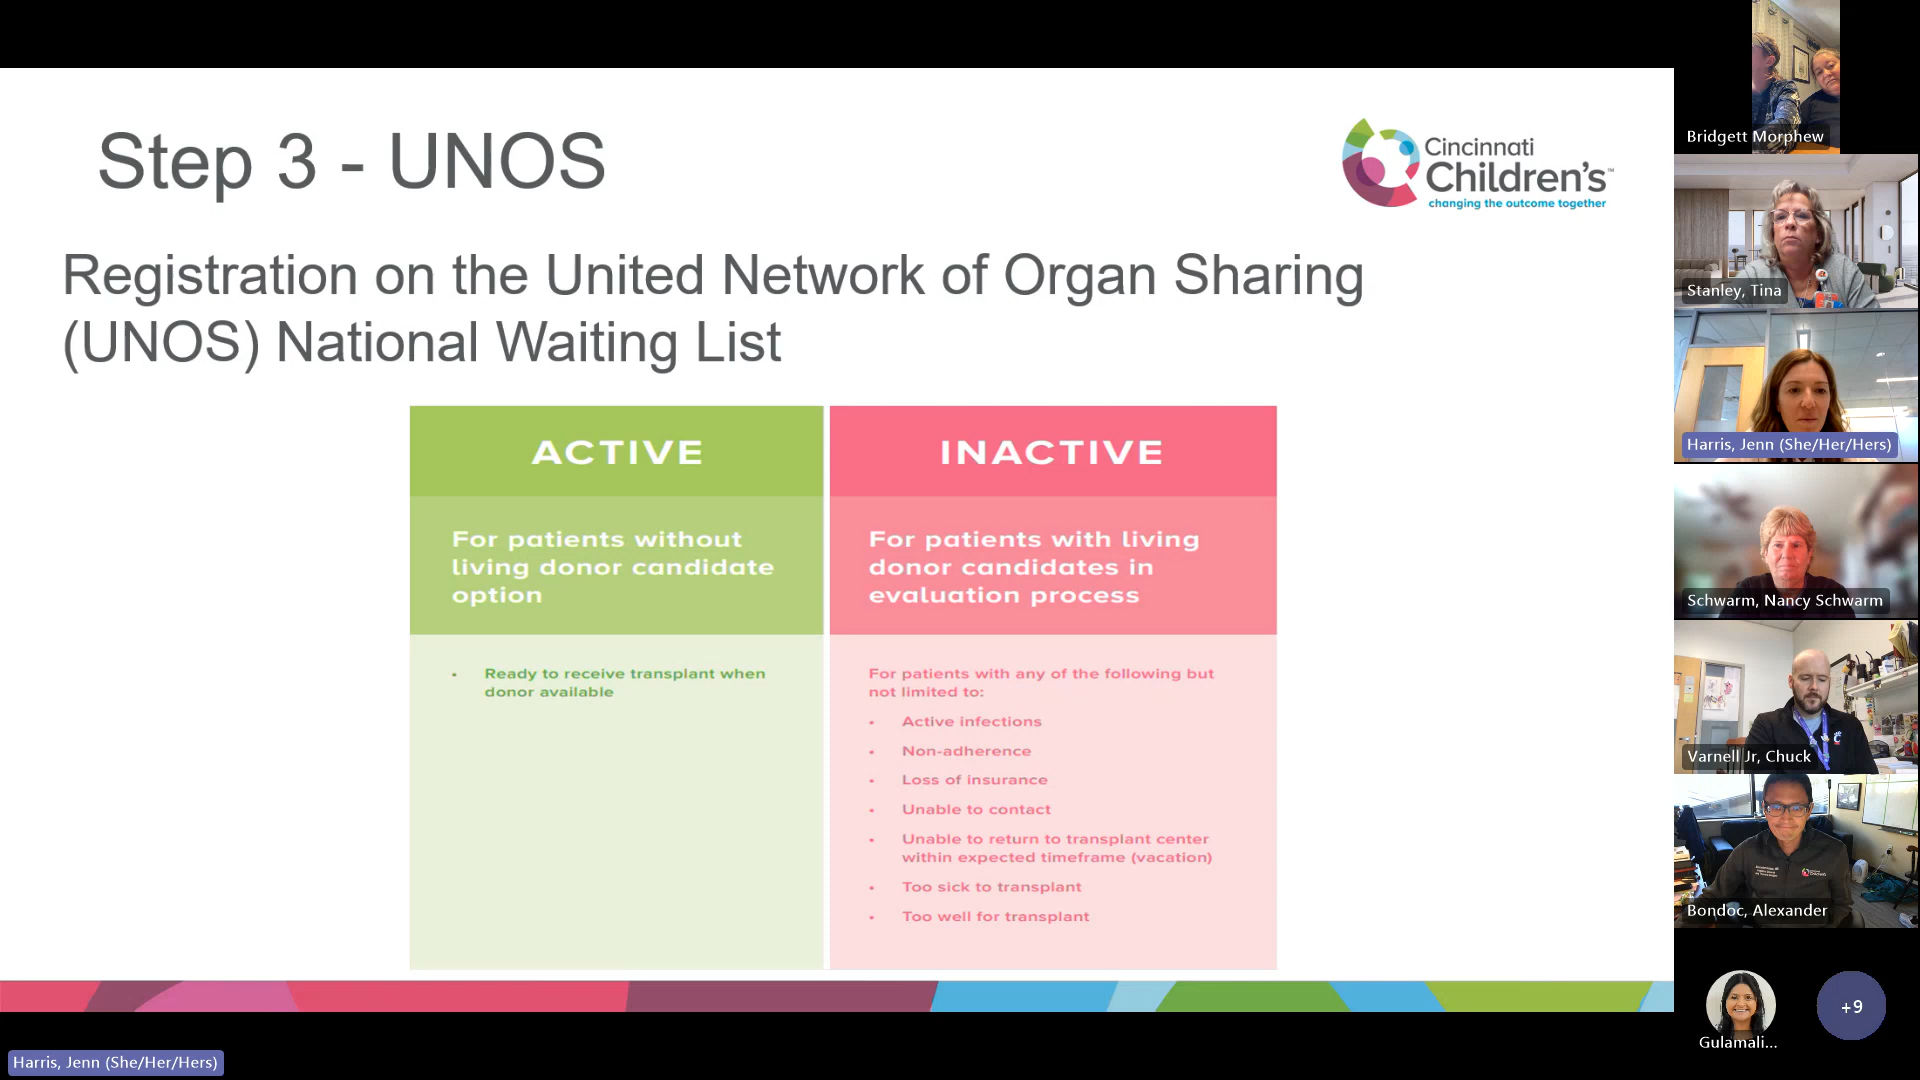 Step 3 - UNOS
Cincinnati
Children's™
changing the outcome together
Registration on the United Network of Organ Sharing
(UNOS) National Waiting List
ACTIVE
For patients without
living donor candidate
option
• Ready to receive transplant when
donor available
INACTIVE
For patients with living
donor candidates in
evaluation process
For patients with any of the following but
not limited to:
• Active infections
• Non-adherence
• Loss of insurance
• Unable to contact
• Unable to return to transplant center
within expected timeframe (vacation)
• Too sick to transplant
• Too well for transplant
Harris, Jenn (She/Her/Hers)
Bridgett Morphew
Stanley, Tina
Harris, Jenn (She/Her/Hers)
Schwarm, Nancy Schwarm
Varnell Jr, Chuck
Bondoc, Alexander
Gulamali...
+9